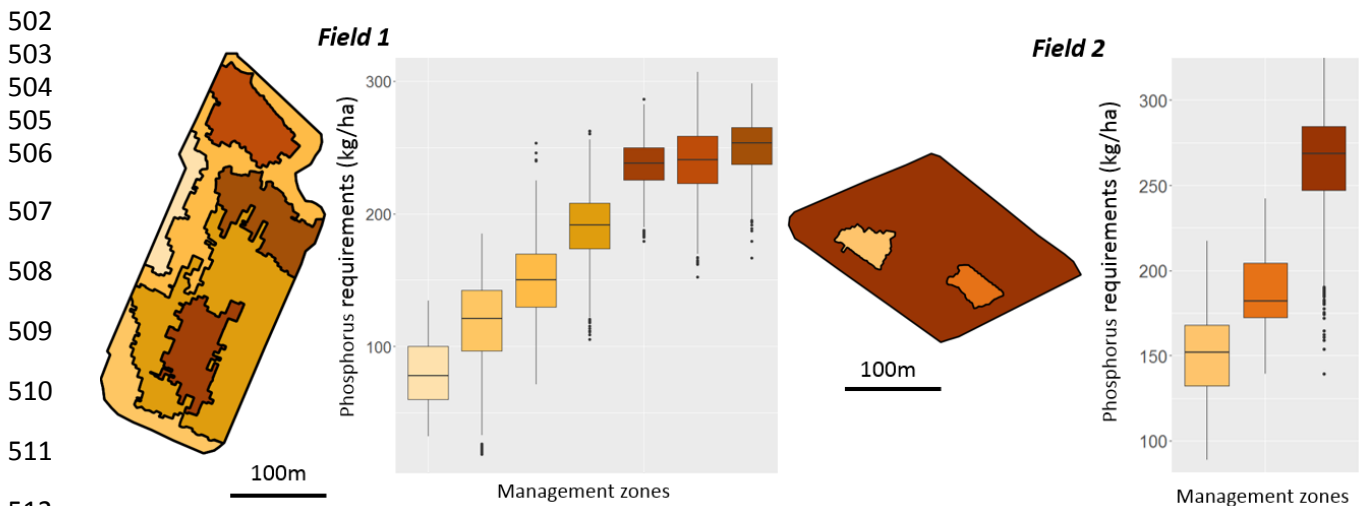 502
503
504
505
506
507
508
509
510
511
Field 1
Phosphorus requirements (kg/ha)
300
200
100
Management zones
100m
Field 2
100m
Phosphorus requirements (kg/ha)
300
250
200
150
100
Management zones